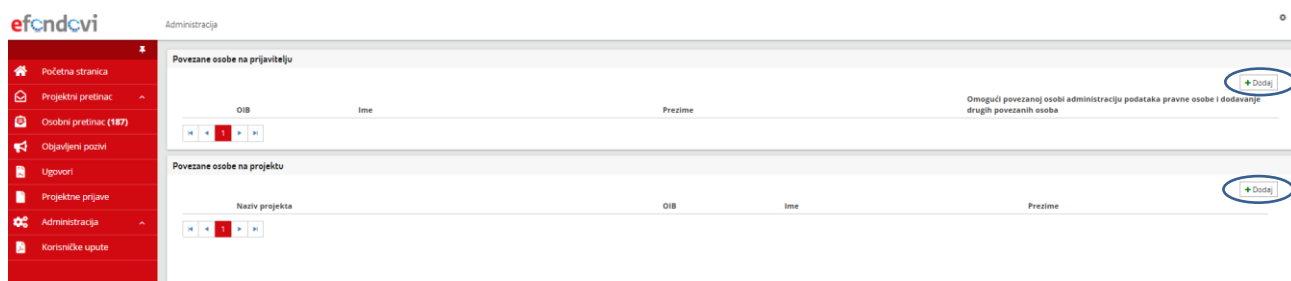 efondovi
Administracija
Početna stranica
Projektni pretinac
Osobni pretinac (187)
Objavljeni pozivi
Ugovori
Projektne prijave
Administracija
Korisničke upute
Povezane osobe na prijavitelju
+ Dodaj
OIB Ime Prezime Omogući povezanoj osobi administraciju podataka pravne osobe i dodavanje
drugih povezanih osoba
1
Povezane osobe na projektu
+ Dodaj
Naziv projekta OIB Ime Prezime
1